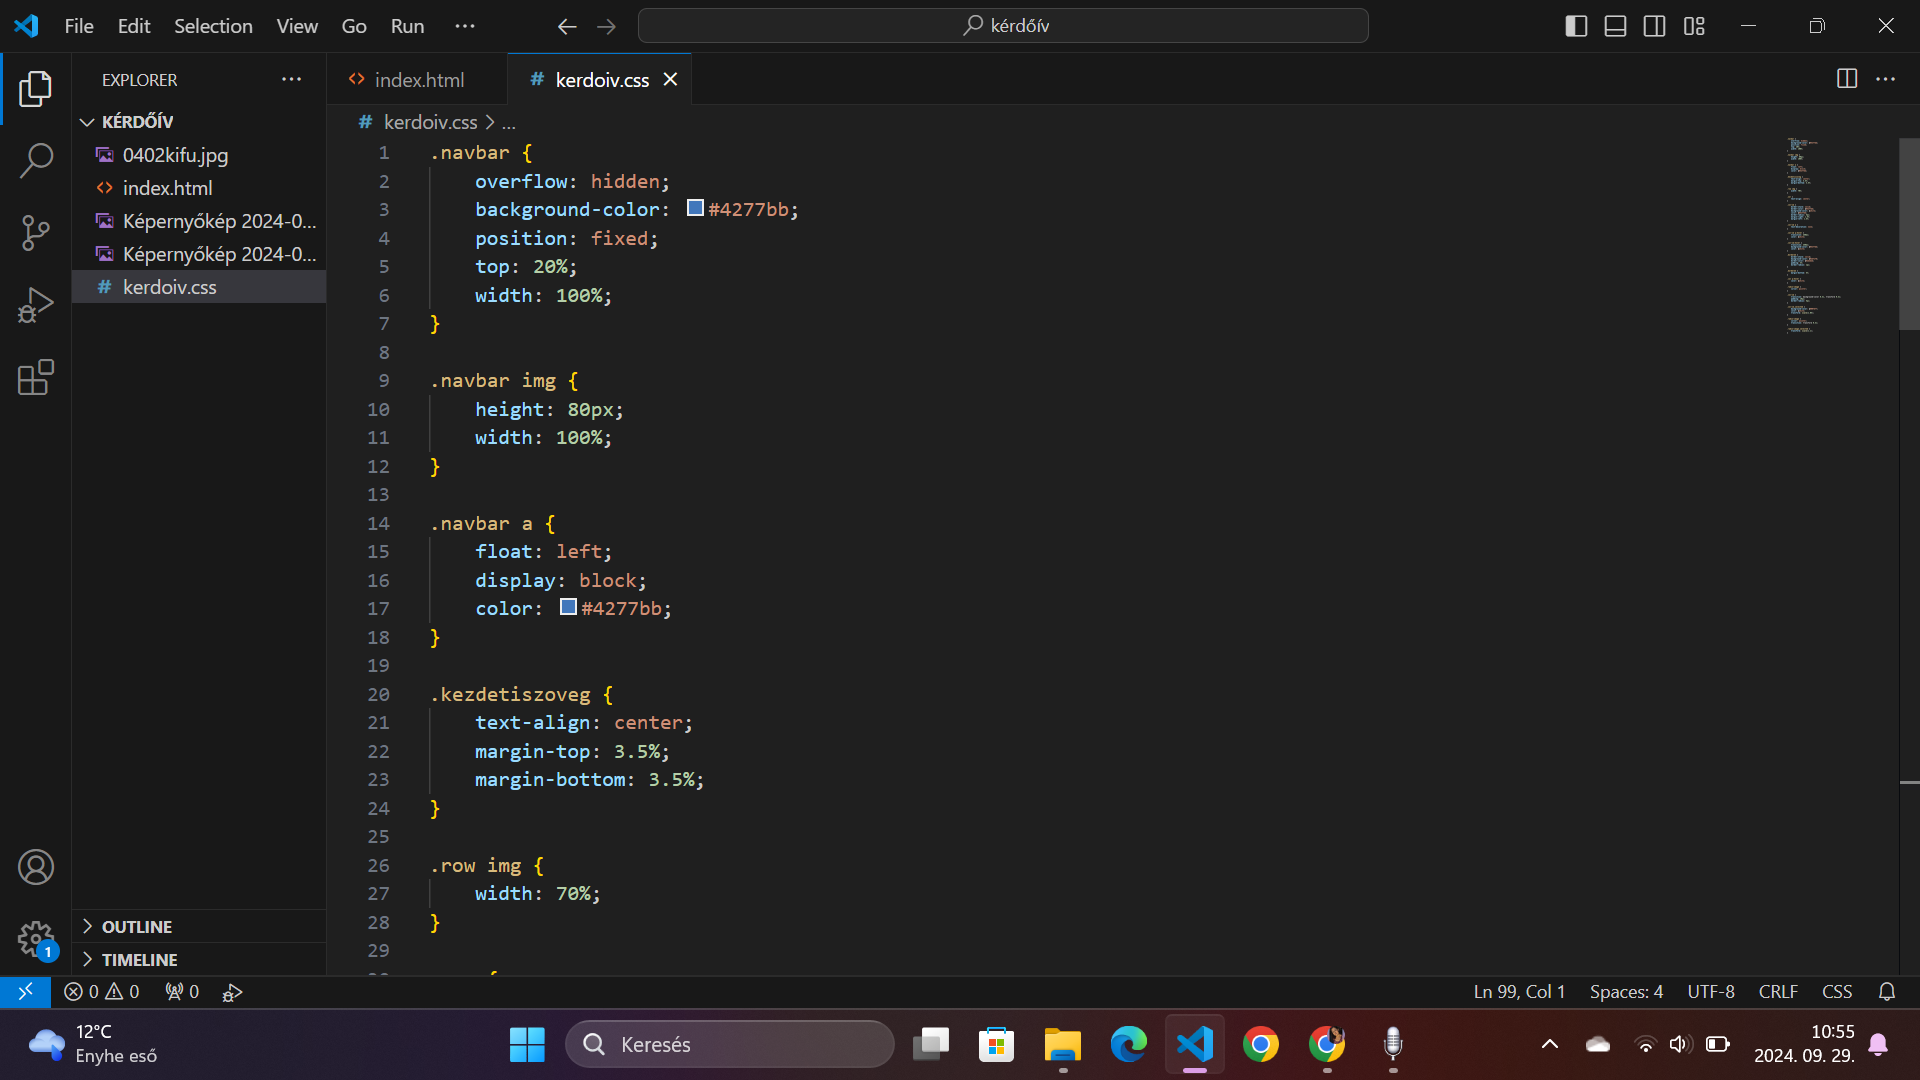 File Edit Selection View Go Run ...
kérdőív
EXPLORER
KÉRDŐÍV
0402kifu.jpg
index.html
Képernyőkép 2024-0...
Képernyőkép 2024-0...
kerdoiv.css
OUTLINE
TIMELINE
index.html
# kerdoiv.css
# kerdoiv.css > ...
1 .navbar {
2 overflow: hidden;
3 background-color: #4277bb;
4 position: fixed;
5 top: 20%;
6 width: 100%;
7 }
8
9 .navbar img {
10 height: 80px;
11 width: 100%;
12 }
13
14 .navbar a {
15 float: left;
16 display: block;
17 color: #4277bb;
18 }
19
20 .kezdetiszoveg {
21 text-align: center;
22 margin-top: 3.5%;
23 margin-bottom: 3.5%;
24 }
25
26 .row img {
27 width: 70%;
28 }
29
1
0 0 0
Ln 99, Col 1 Spaces: 4 UTF-8 CRLF CSS
12°C
Enyhe eső
Keresés
10:55
2024. 09. 29.